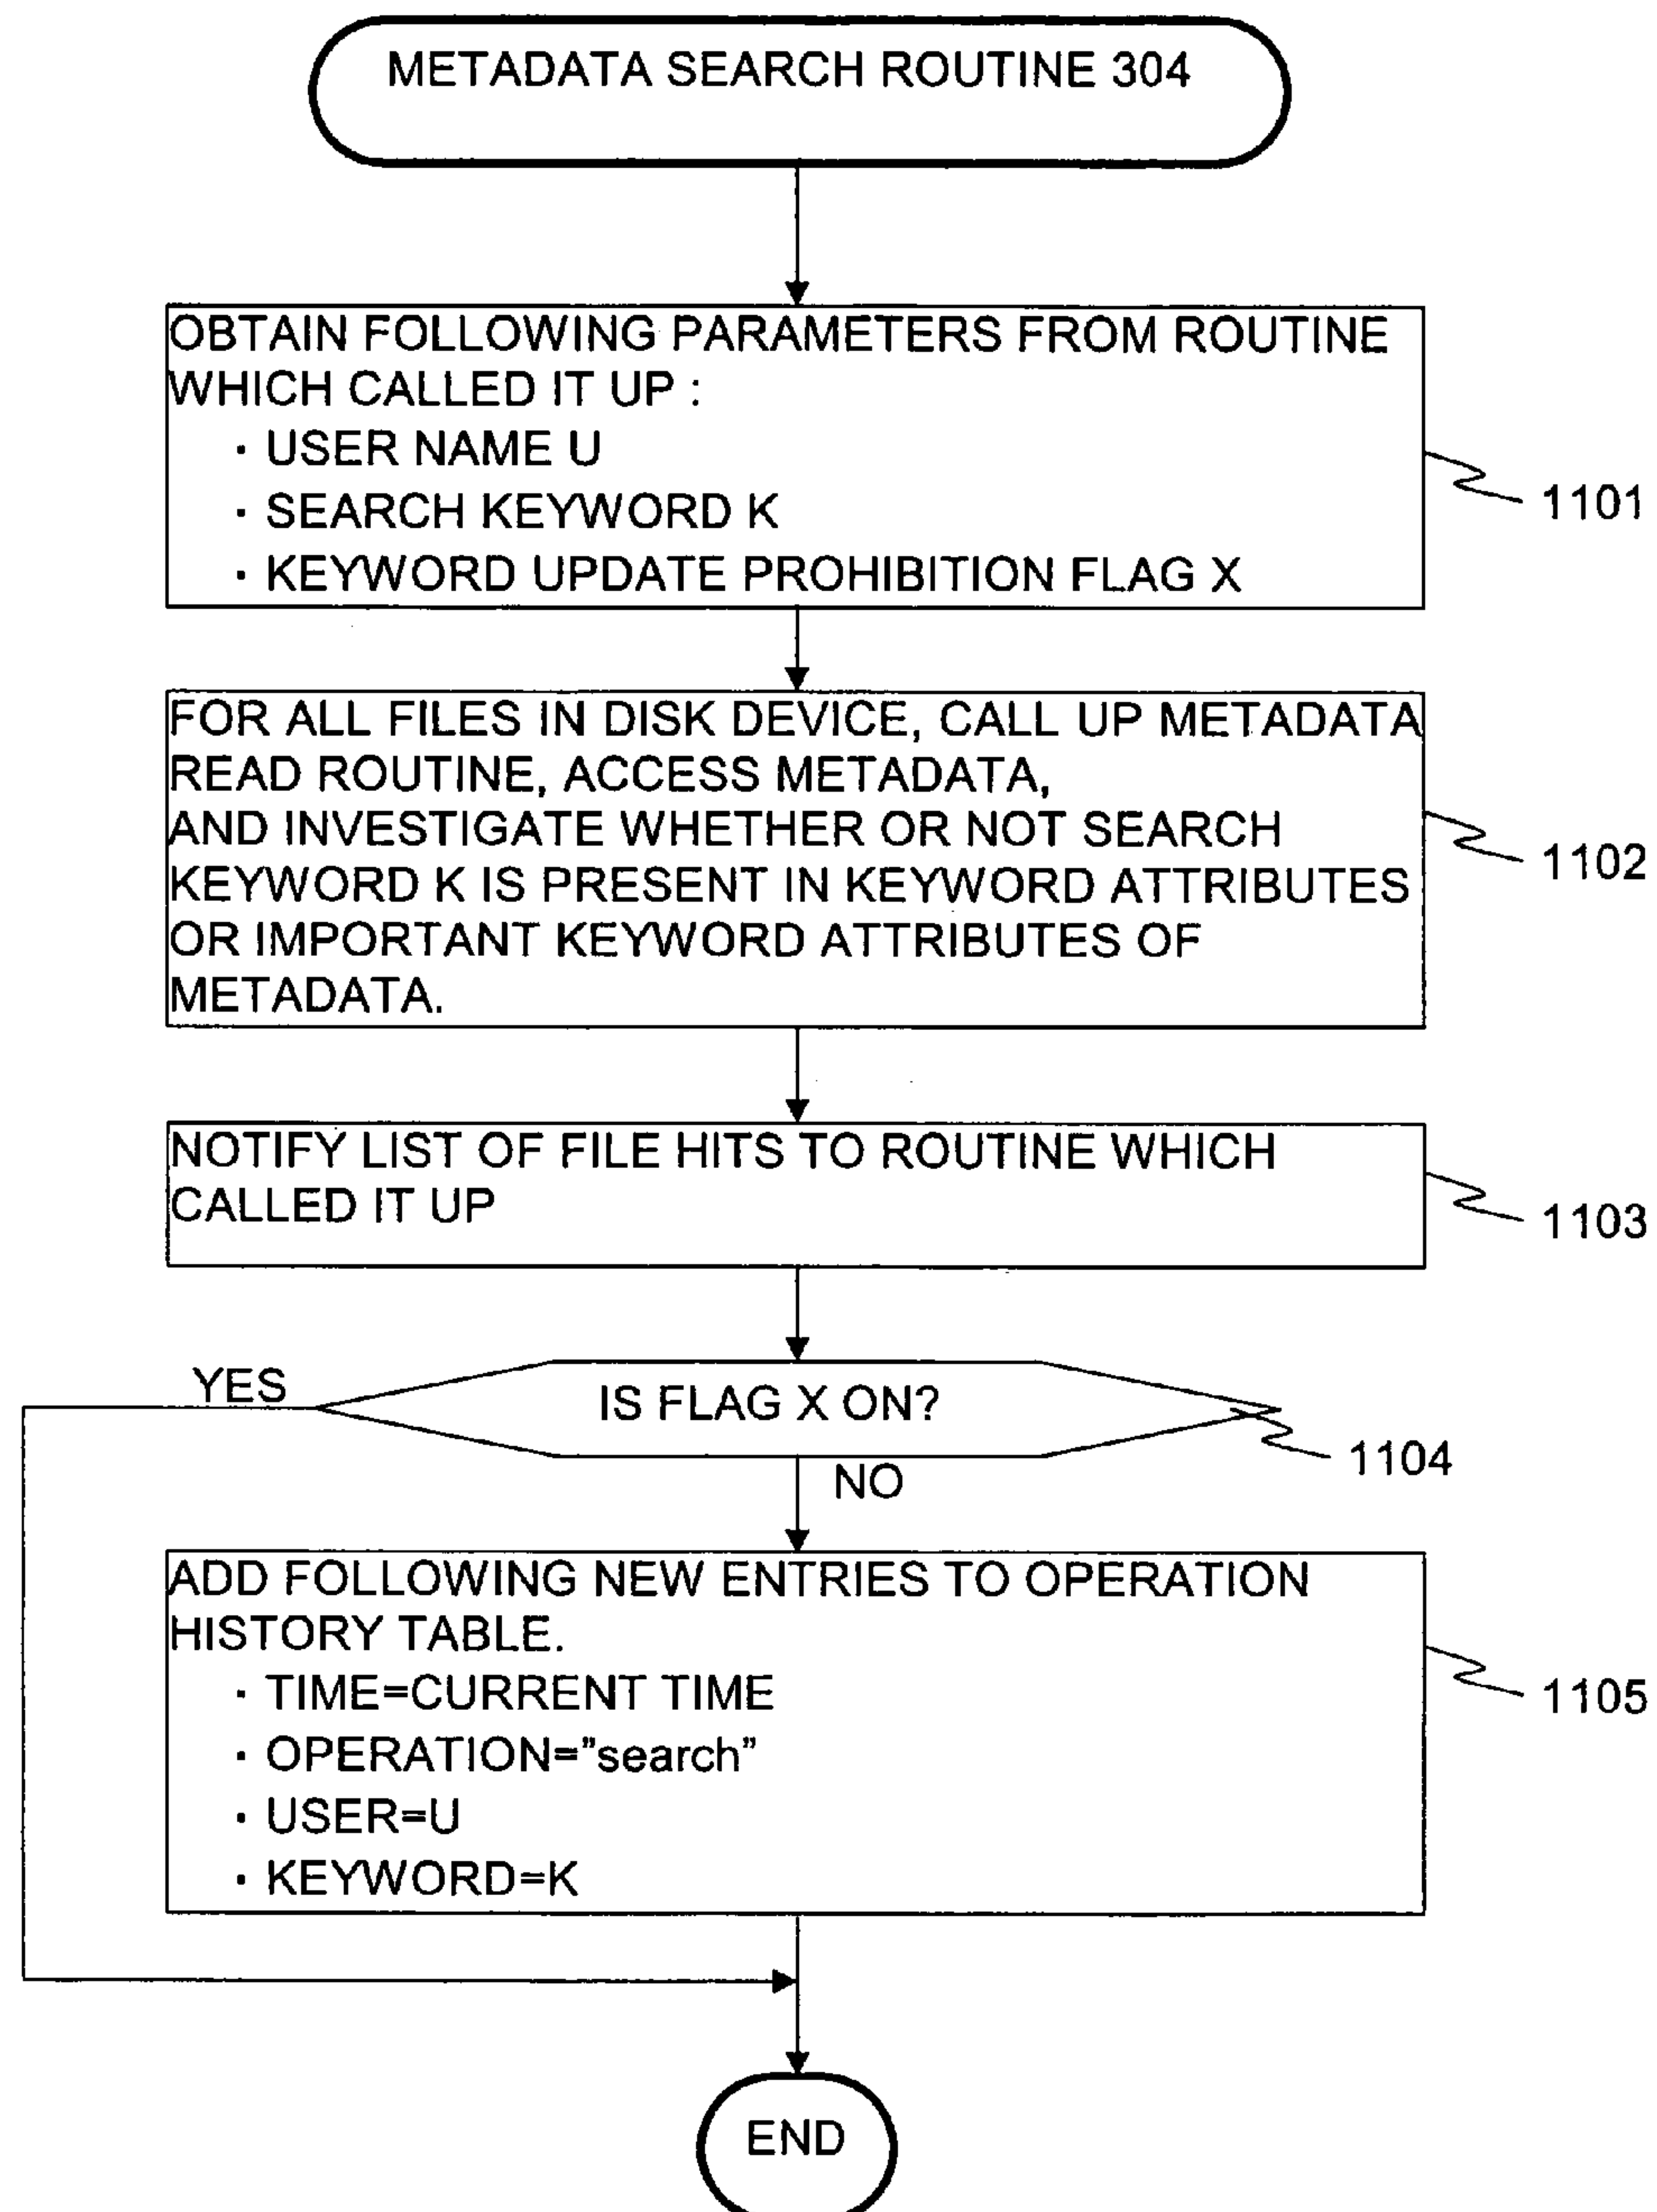 METADATA SEARCH ROUTINE 304
OBTAIN FOLLOWING PARAMETERS FROM ROUTINE
WHICH CALLED IT UP :
· USER NAME U
· SEARCH KEYWORD K
· KEYWORD UPDATE PROHIBITION FLAG X
1101
FOR ALL FILES IN DISK DEVICE, CALL UP METADATA
READ ROUTINE, ACCESS METADATA,
AND INVESTIGATE WHETHER OR NOT SEARCH
KEYWORD K IS PRESENT IN KEYWORD ATTRIBUTES
OR IMPORTANT KEYWORD ATTRIBUTES OF
METADATA.
1102
NOTIFY LIST OF FILE HITS TO ROUTINE WHICH
CALLED IT UP
1103
YES
IS FLAG X ON?
1104
NO
ADD FOLLOWING NEW ENTRIES TO OPERATION
HISTORY TABLE.
· TIME=CURRENT TIME
· OPERATION=”search”
· USER=U
· KEYWORD=K
1105
END